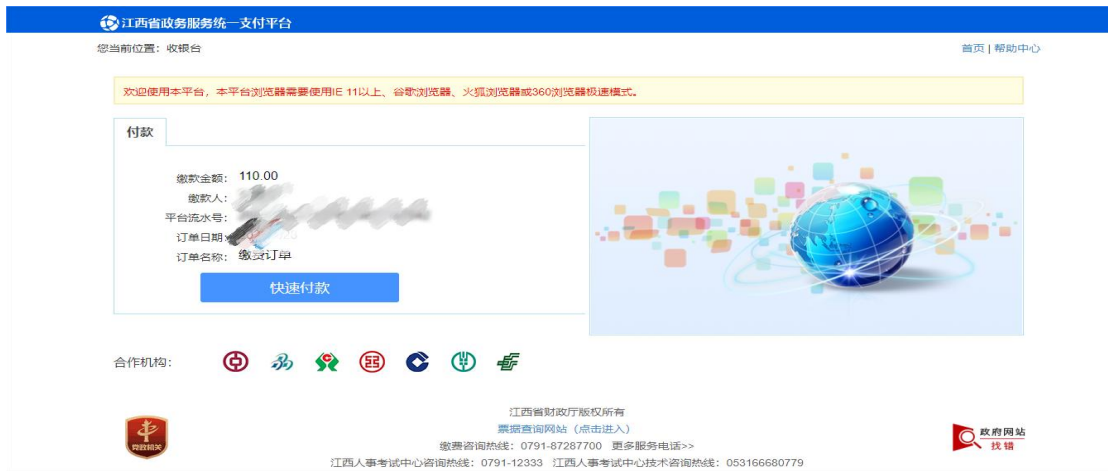 江西省政务服务统一支付平台
您当前位置：收银台
首页 | 帮助中心
欢迎使用本平台，本平台浏览器需要使用IE 11以上、谷歌浏览器、火狐浏览器或360浏览器极速模式。
付款
缴款金额： 110.00
缴款人：
平台流水号：
订单日期：
订单名称： 缴费订单
快速付款
合作机构：
江西省财政厅版权所有
票据查询网站（点击进入）
缴费咨询热线：0791-87287700 更多服务电话>>
江西人事考试中心咨询热线：0791-12333 江西人事考试中心技术咨询热线：053166680779
党政机关
政府网站
找错